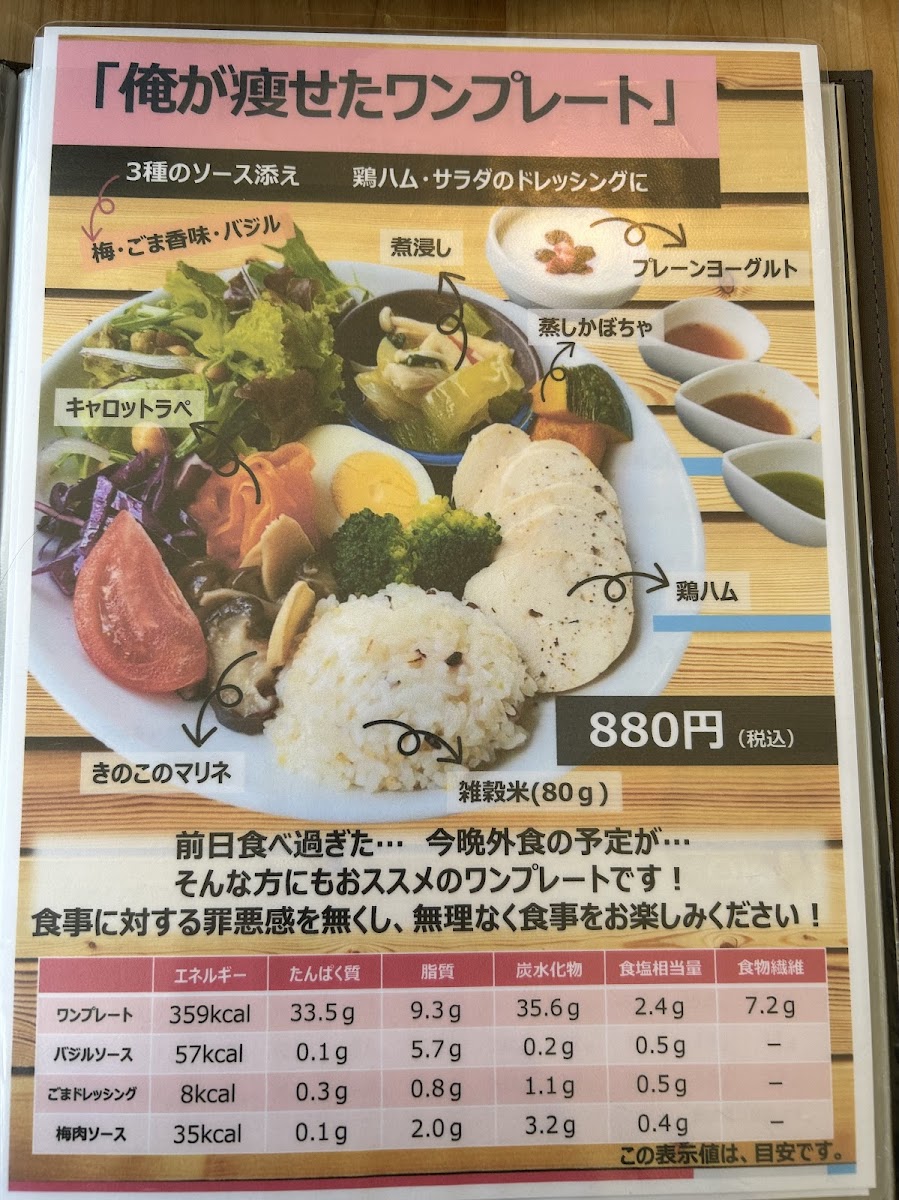 「俺が痩せたワンプレート」
3種のソース添え　鶏ハム・サラダのドレッシングに
梅・ごま香味・バジル
煮浸し
プレーンヨーグルト
蒸しかぼちゃ
キャロットラペ
鶏ハム
880円（税込）
きのこのマリネ
雑穀米(80g)
前日食べ過ぎた… 今晩外食の予定が…
そんな方にもおススメのワンプレートです！
食事に対する罪悪感を無くし、無理なく食事をお楽しみください！
エネルギー たんぱく質 脂質 炭水化物 食塩相当量 食物繊維
ワンプレート 359kcal 33.5g 9.3g 35.6g 2.4g 7.2g
バジルソース 57kcal 0.1g 5.7g 0.2g 0.5g －
ごまドレッシング 8kcal 0.3g 0.8g 1.1g 0.5g －
梅肉ソース 35kcal 0.1g 2.0g 3.2g 0.4g －
この表示値は、目安です。